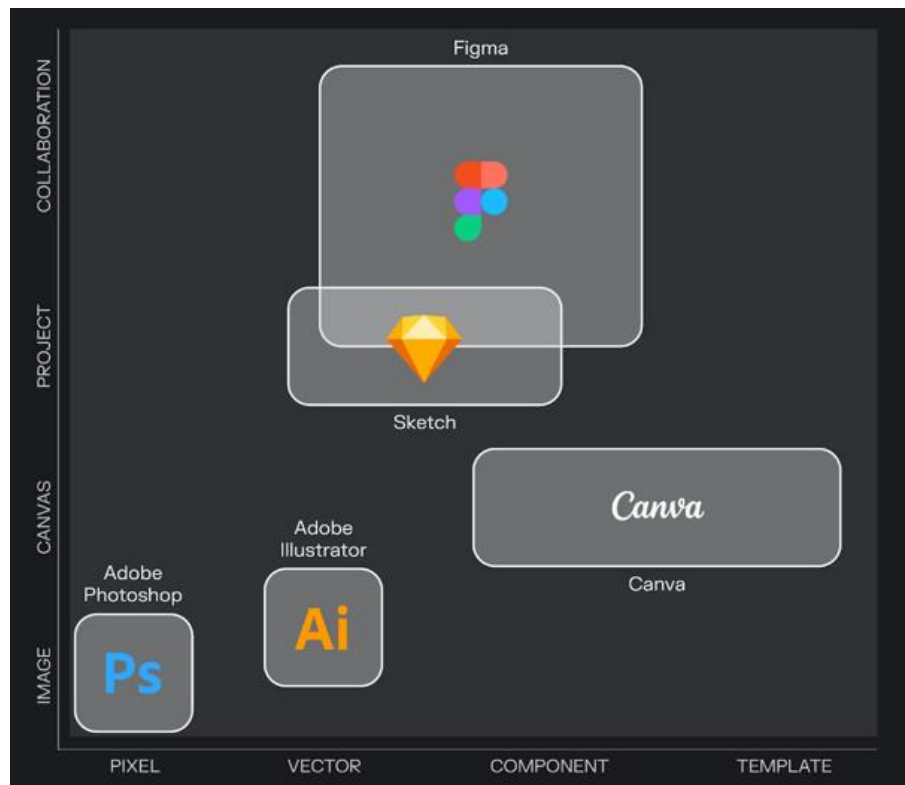 Figma
COLLABORATION
PROJECT
Sketch
CANVAS
Canva
Canva
Adobe
Illustrator
Ai
Adobe
Photoshop
Ps
IMAGE
PIXEL
VECTOR
COMPONENT
TEMPLATE